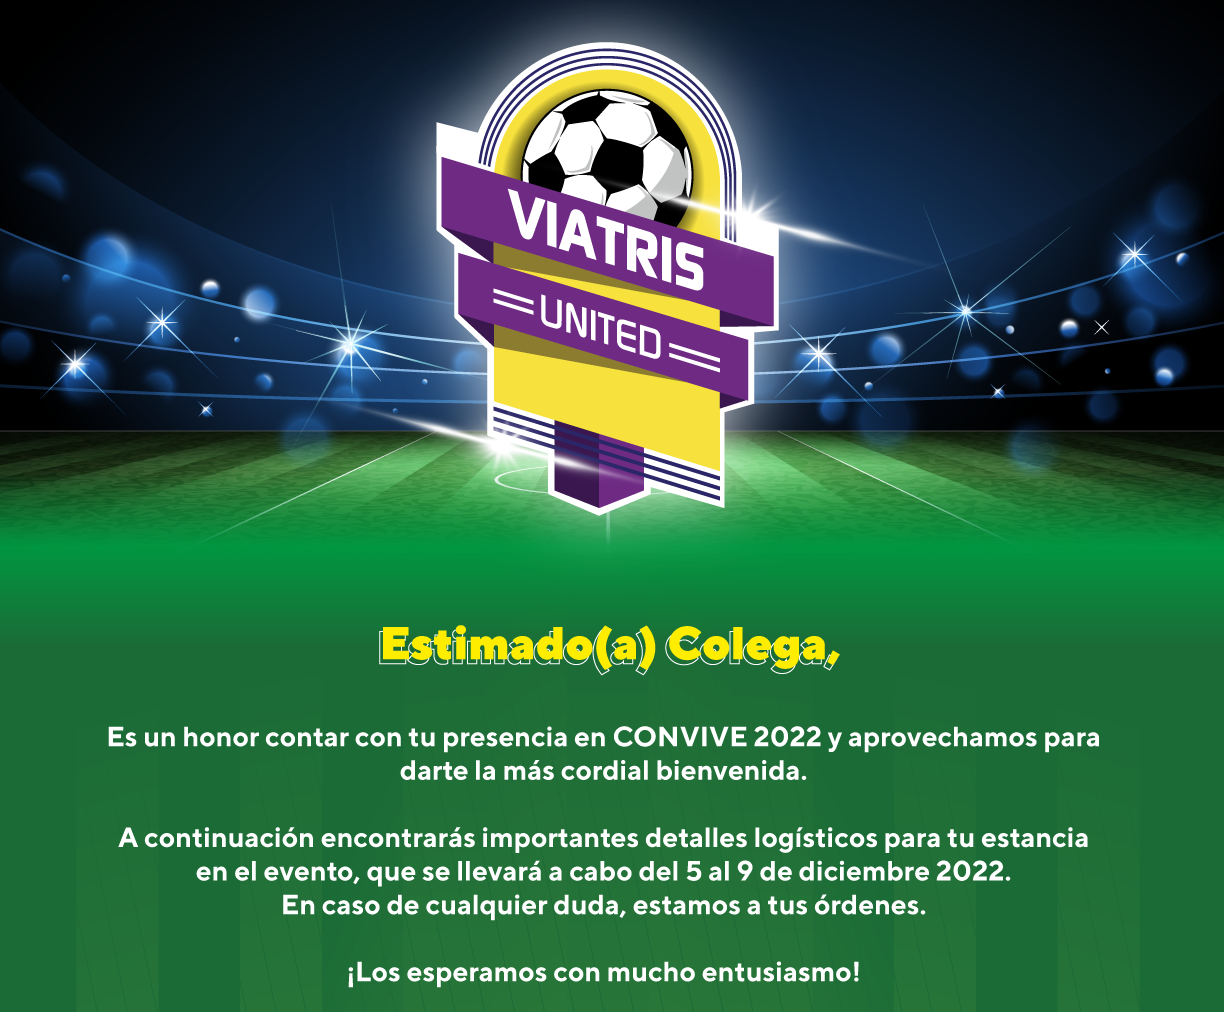 VIATRIS
UNITED
Estimado(a) Colega,
Es un honor contar con tu presencia en CONVIVE 2022 y aprovechamos para
darte la más cordial bienvenida.
A continuación encontrarás importantes detalles logísticos para tu estancia
en el evento, que se llevará a cabo del 5 al 9 de diciembre 2022.
En caso de cualquier duda, estamos a tus órdenes.
¡Los esperamos con mucho entusiasmo!